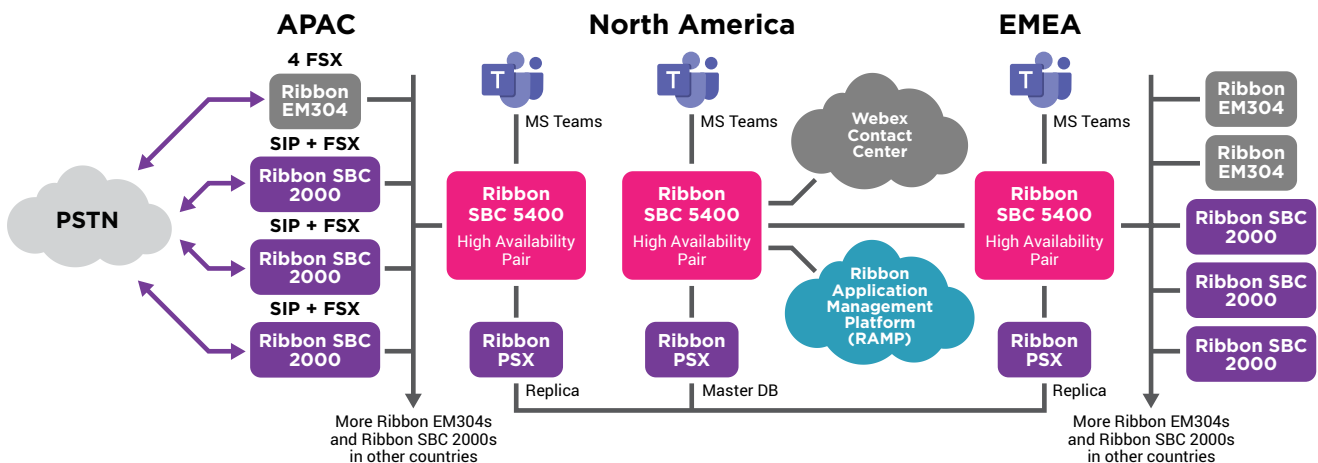 APAC
North America
EMEA
4 FSX
Ribbon
EM304
SIP + FSX
Ribbon SBC
2000
SIP + FSX
Ribbon SBC
2000
SIP + FSX
Ribbon SBC
2000
PSTN
More Ribbon EM304s
and Ribbon SBC 2000s
in other countries
T
MS Teams
Ribbon
SBC 5400
High Availability
Pair
Ribbon
PSX
Replica
T
MS Teams
Ribbon
SBC 5400
High Availability
Pair
Ribbon
PSX
Master DB
Webex
Contact
Center
Ribbon
Application
Management
Platform
(RAMP)
T
MS Teams
Ribbon
SBC 5400
High Availability
Pair
Ribbon
PSX
Replica
Ribbon
EM304
Ribbon
EM304
Ribbon SBC
2000
Ribbon SBC
2000
Ribbon SBC
2000
More Ribbon EM304s
and Ribbon SBC 2000s
in other countries